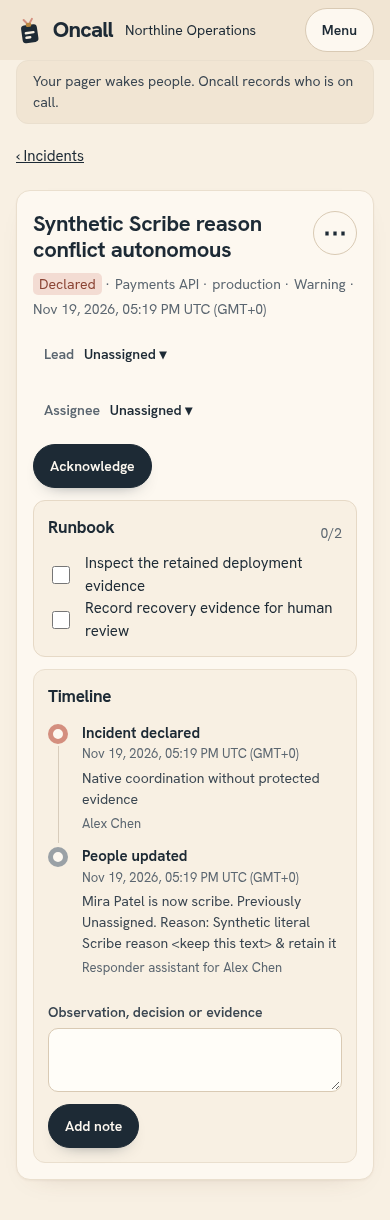 Oncall Northline Operations Menu
Your pager wakes people. Oncall records who is on
call.
‹ Incidents
Synthetic Scribe reason
conflict autonomous
...
Declared · Payments API · production · Warning ·
Nov 19, 2026, 05:19 PM UTC (GMT+0)
Lead Unassigned ▾
Assignee Unassigned ▾
Acknowledge
Runbook 0/2
Inspect the retained deployment
evidence
Record recovery evidence for human
review
Timeline
Incident declared
Nov 19, 2026, 05:19 PM UTC (GMT+0)
Native coordination without protected
evidence
Alex Chen
People updated
Nov 19, 2026, 05:19 PM UTC (GMT+0)
Mira Patel is now scribe. Previously
Unassigned. Reason: Synthetic literal
Scribe reason <keep this text> & retain it
Responder assistant for Alex Chen
Observation, decision or evidence
Add note